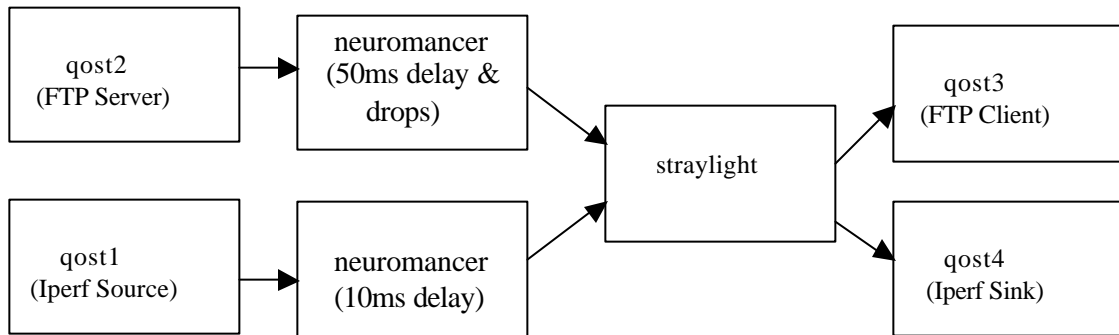 qost2
(FTP Server)
neuromancer
(50ms delay &
drops)
straylight
qost3
(FTP Client)
qost1
(Iperf Source)
neuromancer
(10ms delay)
qost4
(Iperf Sink)